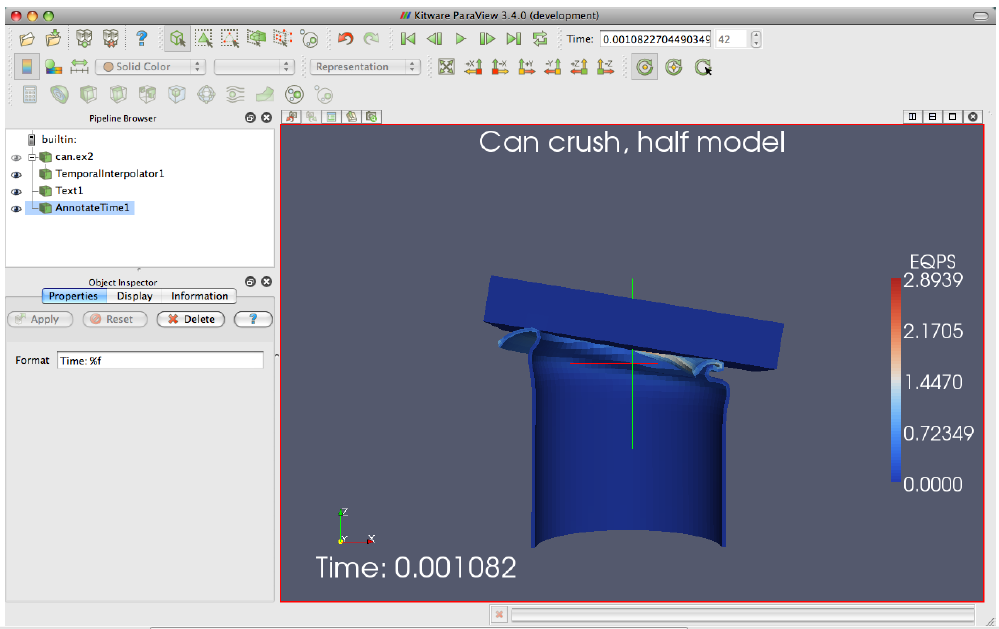 Kitware ParaView 3.4.0 (development)
? Time: 0.0010822704490349 42
Solid Color Representation +X -X +Y -Y +Z -Z
Pipeline Browser
builtin:
can.ex2
TemporalInterpolator1
Text1
AnnotateTime1
Object Inspector
Properties Display Information
Apply Reset Delete ?
Format Time: %f
Can crush, half model
EQPS
2.8939
2.1705
1.4470
0.72349
0.0000
Z
Y X
Time: 0.001082